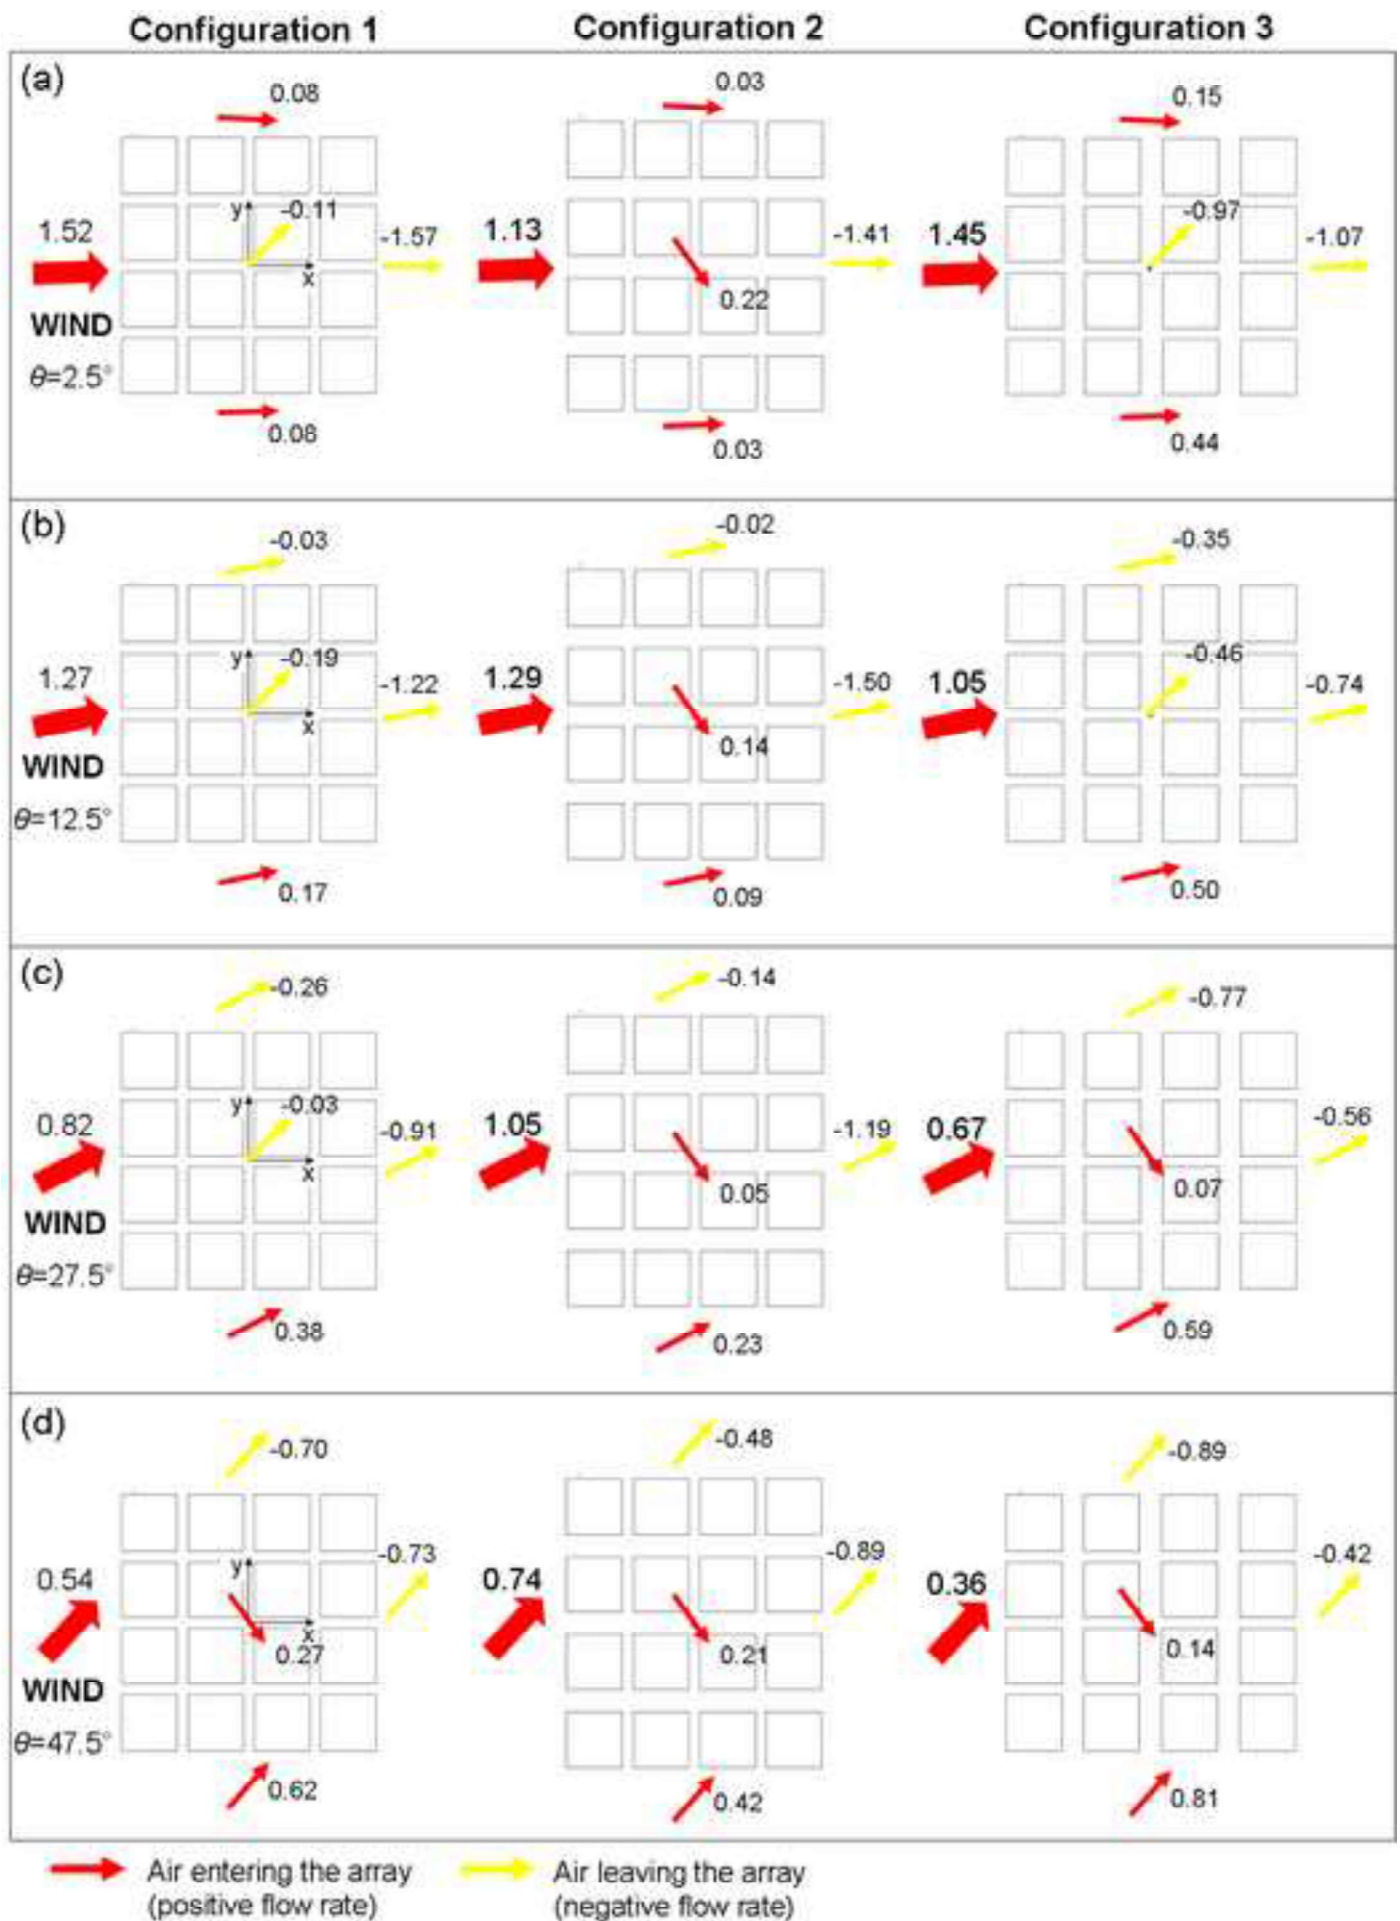 Configuration 1 Configuration 2 Configuration 3
(a)
0.08 0.03 0.15
y -0.11 -0.97
1.52 -1.57 1.13 -1.41 1.45 -1.07
x
0.22
WIND
θ=2.5°
0.08 0.03 0.44
(b)
-0.03 -0.02 -0.35
y -0.19 -0.46
1.27 -1.22 1.29 -1.50 1.05 -0.74
x
0.14
WIND
θ=12.5°
0.17 0.09 0.50
(c)
-0.26 -0.14 -0.77
y -0.03
0.82 -0.91 1.05 -1.19 0.67 -0.56
x
0.05 0.07
WIND
θ=27.5°
0.38 0.23 0.59
(d)
-0.70 -0.48 -0.89
y
0.54 -0.73 0.74 -0.89 0.36 -0.42
x
0.27 0.21 0.14
WIND
θ=47.5°
0.62 0.42 0.81
Air entering the array Air leaving the array
(positive flow rate) (negative flow rate)